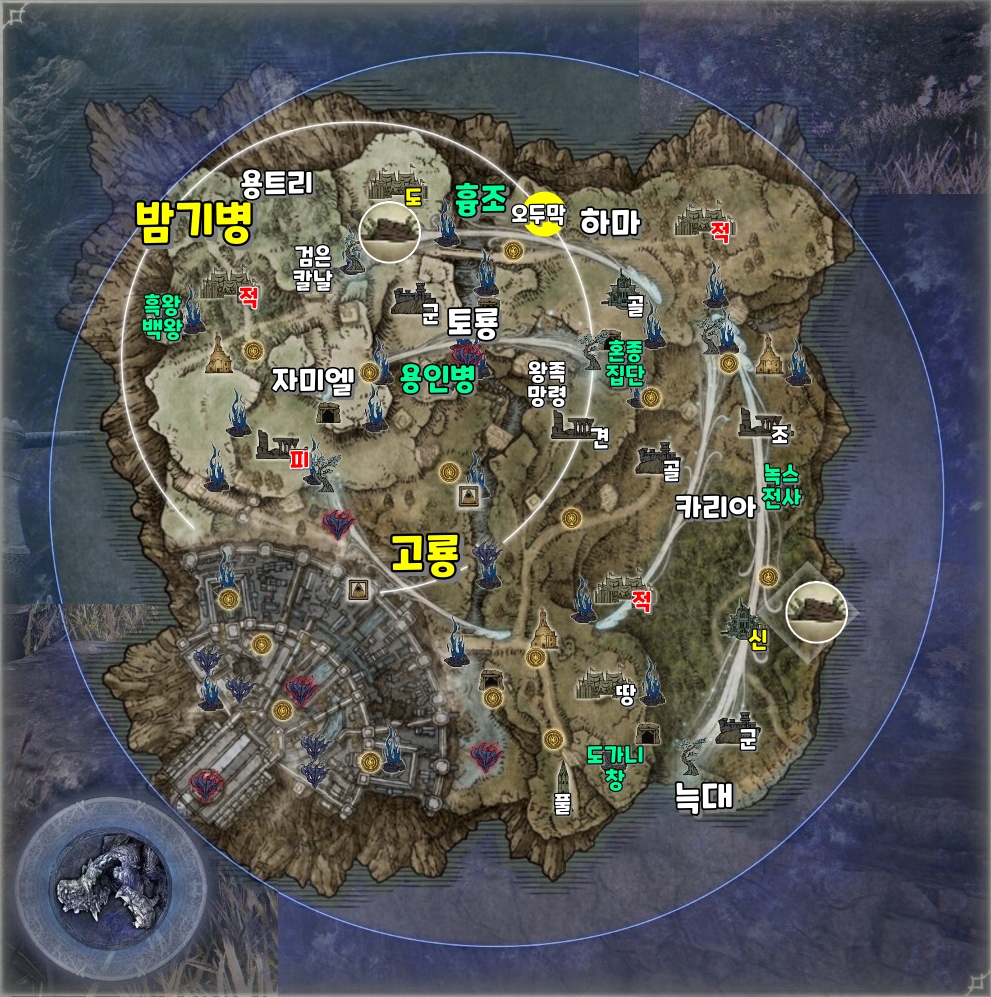 용트리
도
흉조
오두막
하마
밤기병
적
검은
칼날
적
흑왕
백왕
군
토룡
골
혼종
집단
자미엘
용인병
왕족
망령
견
조
피
골
녹스
전사
카리아
고룡
적
신
땅
군
도가니
창
풀
늑대